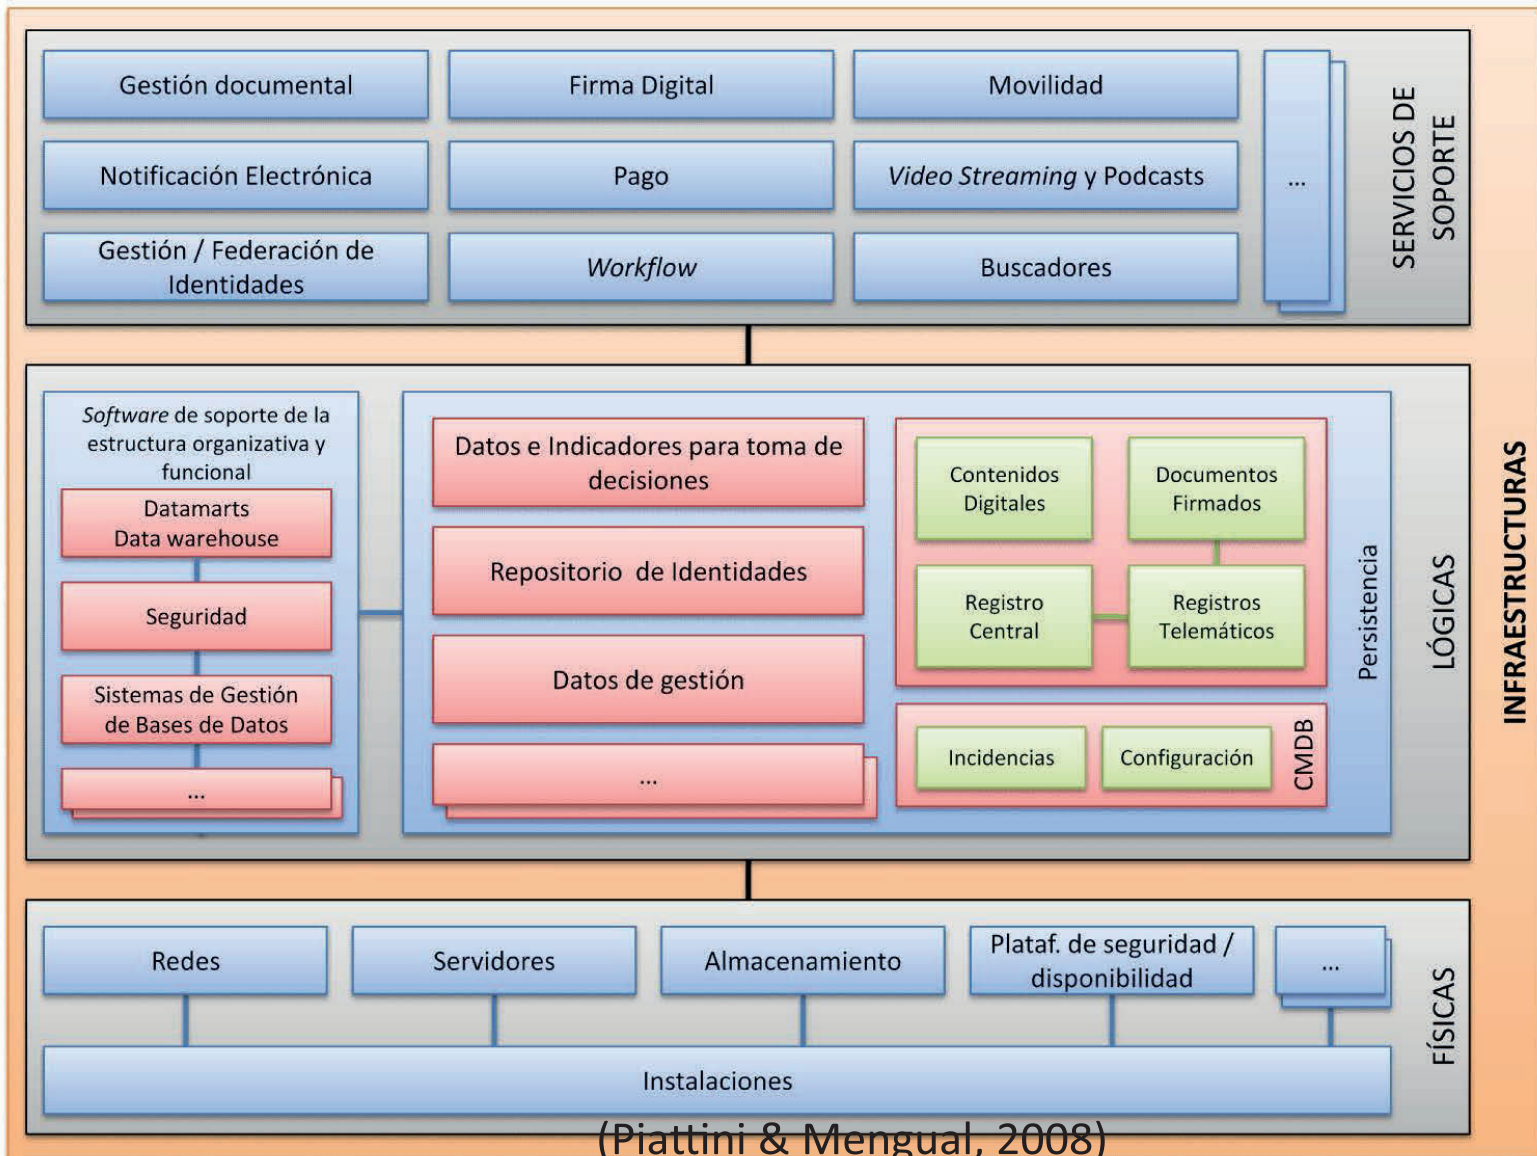 Gestión documental
Firma Digital
Movilidad
Notificación Electrónica
Pago
Video Streaming y Podcasts
...
Gestión / Federación de
Identidades
Workflow
Buscadores
SERVICIOS DE
SOPORTE
Software de soporte de la
estructura organizativa y
funcional
Datamarts
Data warehouse
Seguridad
Sistemas de Gestión
de Bases de Datos
...
Datos e Indicadores para toma de
decisiones
Repositorio de Identidades
Datos de gestión
...
Contenidos
Digitales
Documentos
Firmados
Registro
Central
Registros
Telemáticos
Incidencias
Configuración
CMDB
Persistencia
LÓGICAS
INFRAESTRUCTURAS
Redes
Servidores
Almacenamiento
Plataf. de seguridad /
disponibilidad
...
Instalaciones
FÍSICAS
(Piattini & Mengual, 2008)